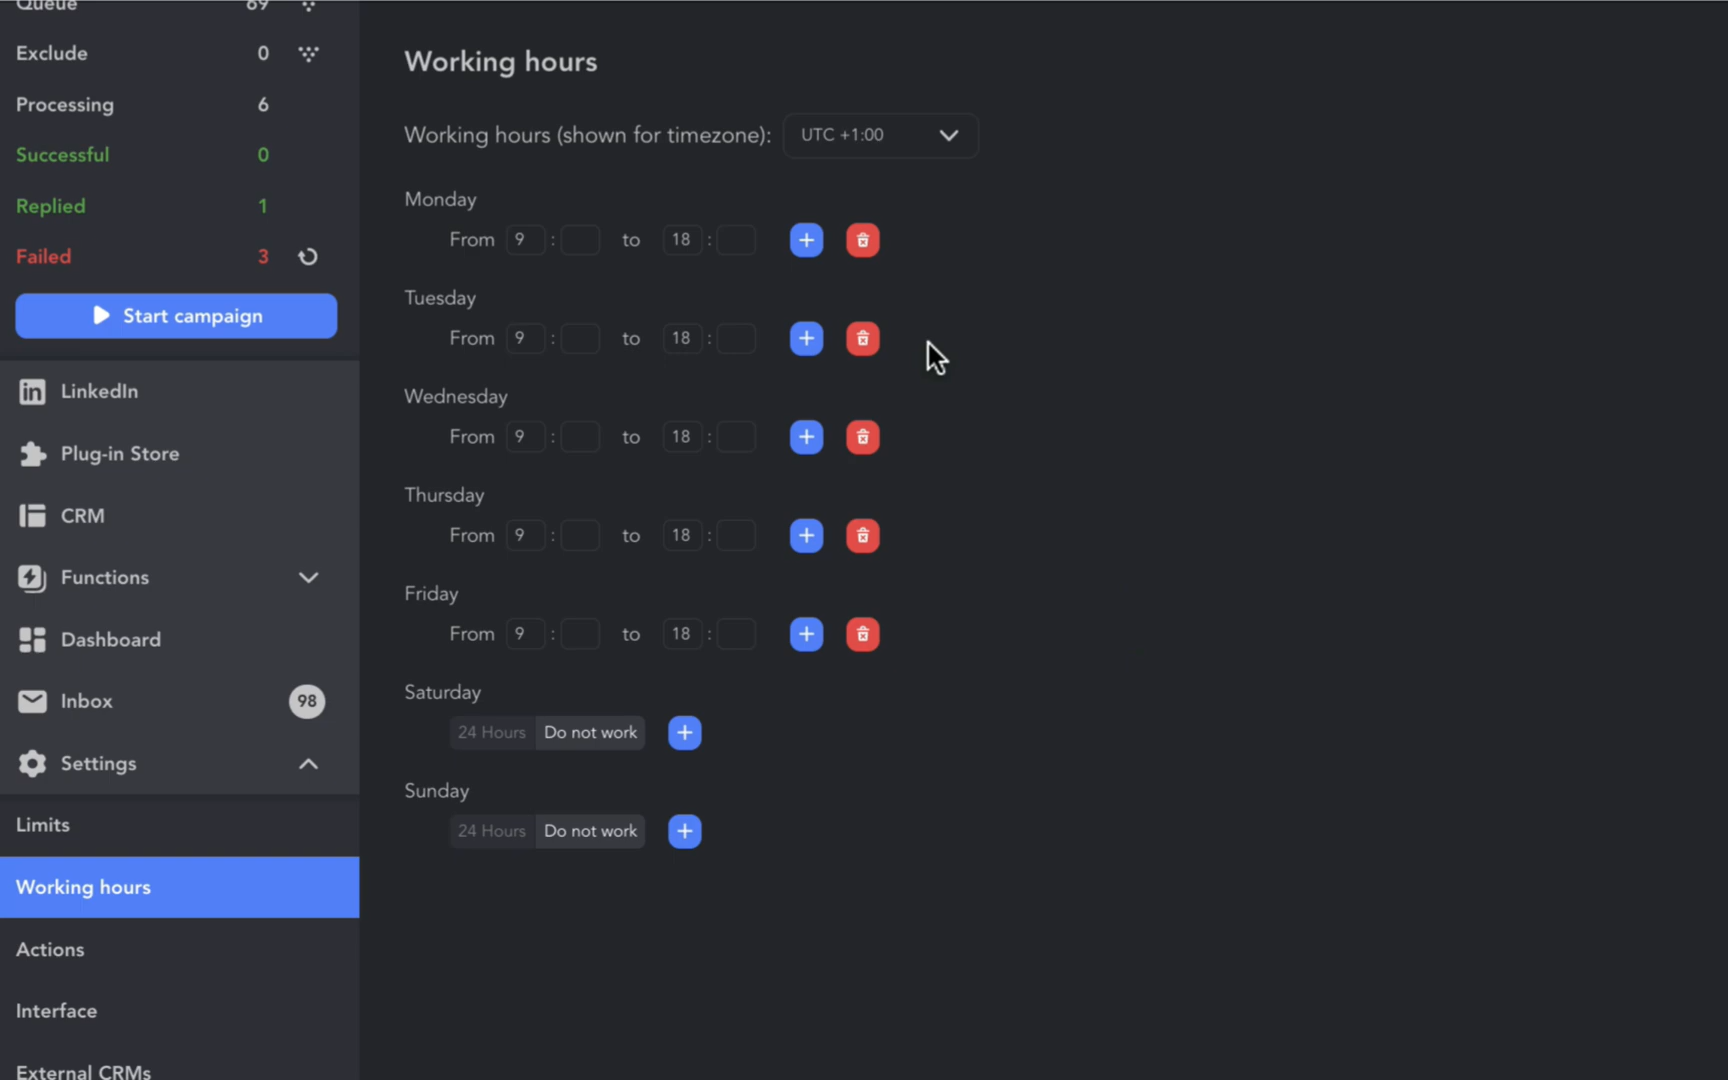 Queue 69
Exclude 0
Processing 6
Successful 0
Replied 1
Failed 3
Start campaign
LinkedIn
Plug-in Store
CRM
Functions
Dashboard
Inbox 98
Settings
Limits
Working hours
Actions
Interface
External CRMs
Working hours
Working hours (shown for timezone): UTC +1:00
Monday
From 9 : to 18 :
Tuesday
From 9 : to 18 :
Wednesday
From 9 : to 18 :
Thursday
From 9 : to 18 :
Friday
From 9 : to 18 :
Saturday
24 Hours Do not work
Sunday
24 Hours Do not work